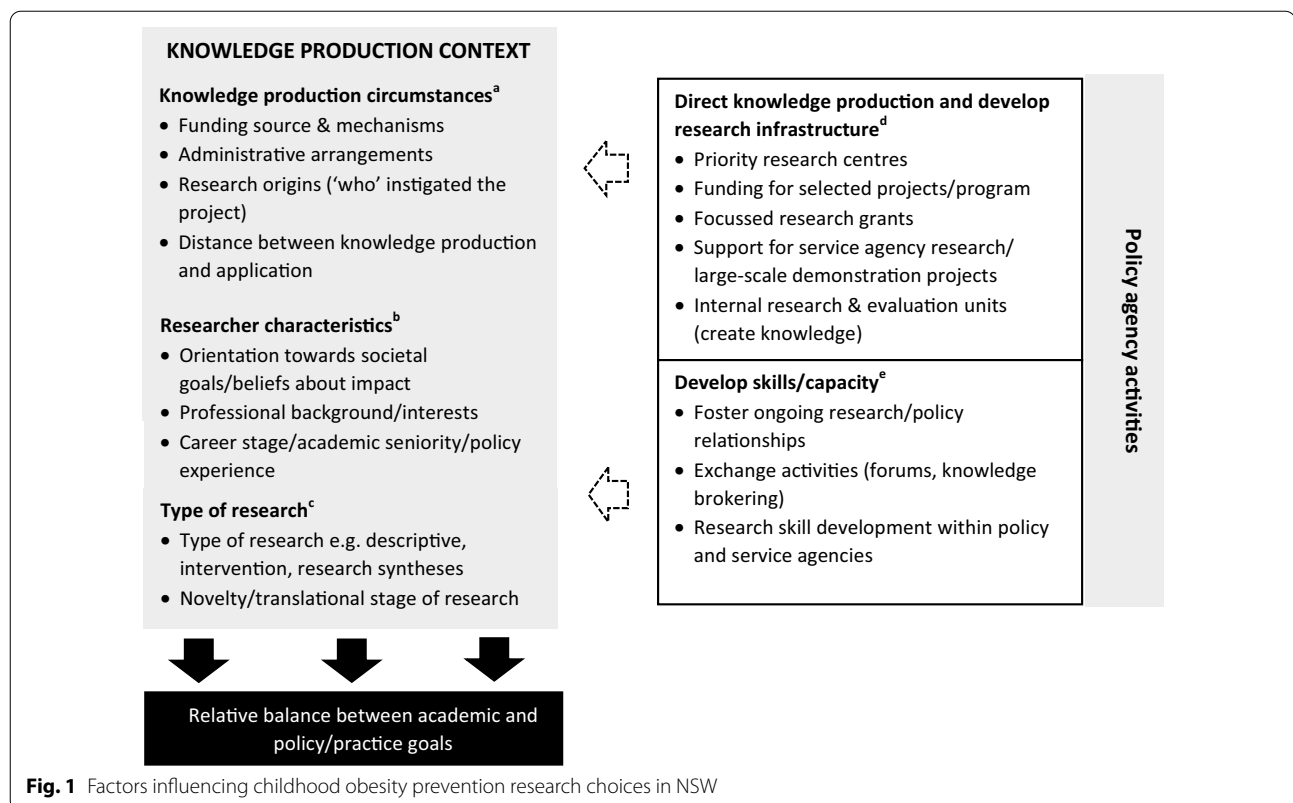 KNOWLEDGE PRODUCTION CONTEXT
Knowledge production circumstancesᵃ
• Funding source & mechanisms
• Administrative arrangements
• Research origins (‘who’ instigated the
project)
• Distance between knowledge production
and application
Researcher characteristicsᵇ
• Orientation towards societal
goals/beliefs about impact
• Professional background/interests
• Career stage/academic seniority/policy
experience
Type of researchᶜ
• Type of research e.g. descriptive,
intervention, research syntheses
• Novelty/translational stage of research
Relative balance between academic and
policy/practice goals
Direct knowledge production and develop
research infrastructureᵈ
• Priority research centres
• Funding for selected projects/program
• Focussed research grants
• Support for service agency research/
large-scale demonstration projects
• Internal research & evaluation units
(create knowledge)
Develop skills/capacityᵉ
• Foster ongoing research/policy
relationships
• Exchange activities (forums, knowledge
brokering)
• Research skill development within policy
and service agencies
Policy agency activities
Fig. 1 Factors influencing childhood obesity prevention research choices in NSW